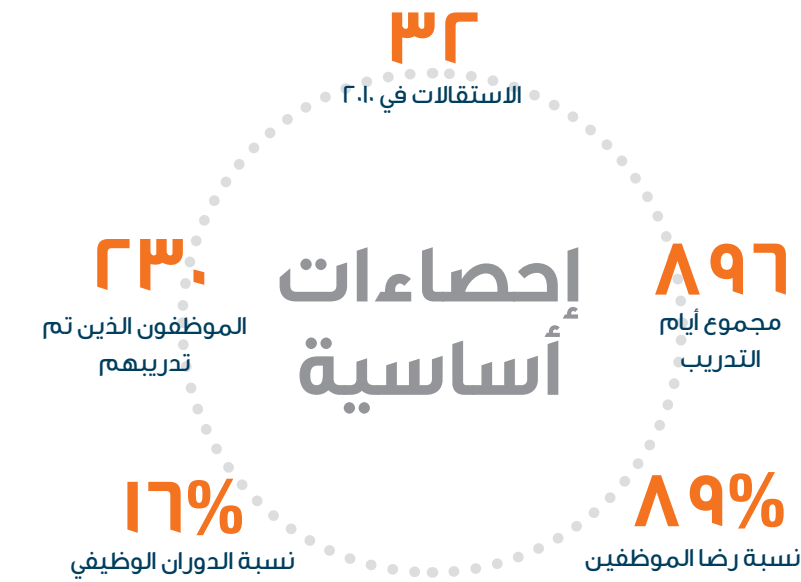 ٣٢
الاستقالات في ٢٠١٠
إحصاءات
أساسية
٨٩٦
مجموع أيام
التدريب
٢٣٠
الموظفون الذين تم
تدريبهم
٨٩%
نسبة رضا الموظفين
١٦%
نسبة الدوران الوظيفي